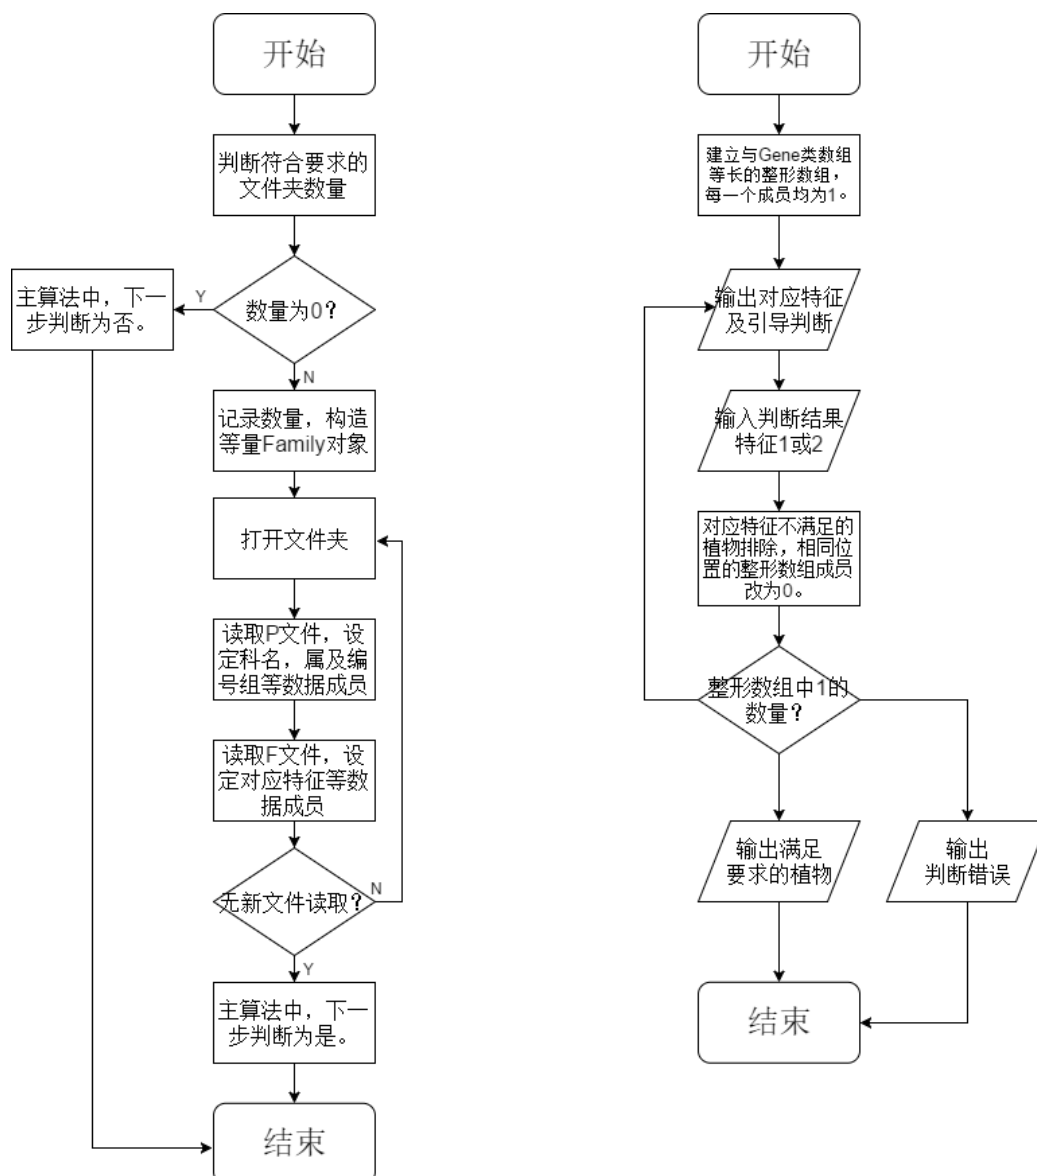 开始
判断符合要求的
文件夹数量
数量为0？
Y
主算法中，下一
步判断为否。
N
记录数量，构造
等量Family对象
打开文件夹
读取P文件，设
定科名，属及编
号组等数据成员
读取F文件，设
定对应特征等数
据成员
无新文件读取？
N
Y
主算法中，下一
步判断为是。
结束
开始
建立与Gene类数组
等长的整形数组，
每一个成员均为1。
输出对应特征
及引导判断
输入判断结果
特征1或2
对应特征不满足的
植物排除，相同位
置的整形数组成员
改为0。
整形数组中1的
数量？
输出满足
要求的植物
输出
判断错误
结束